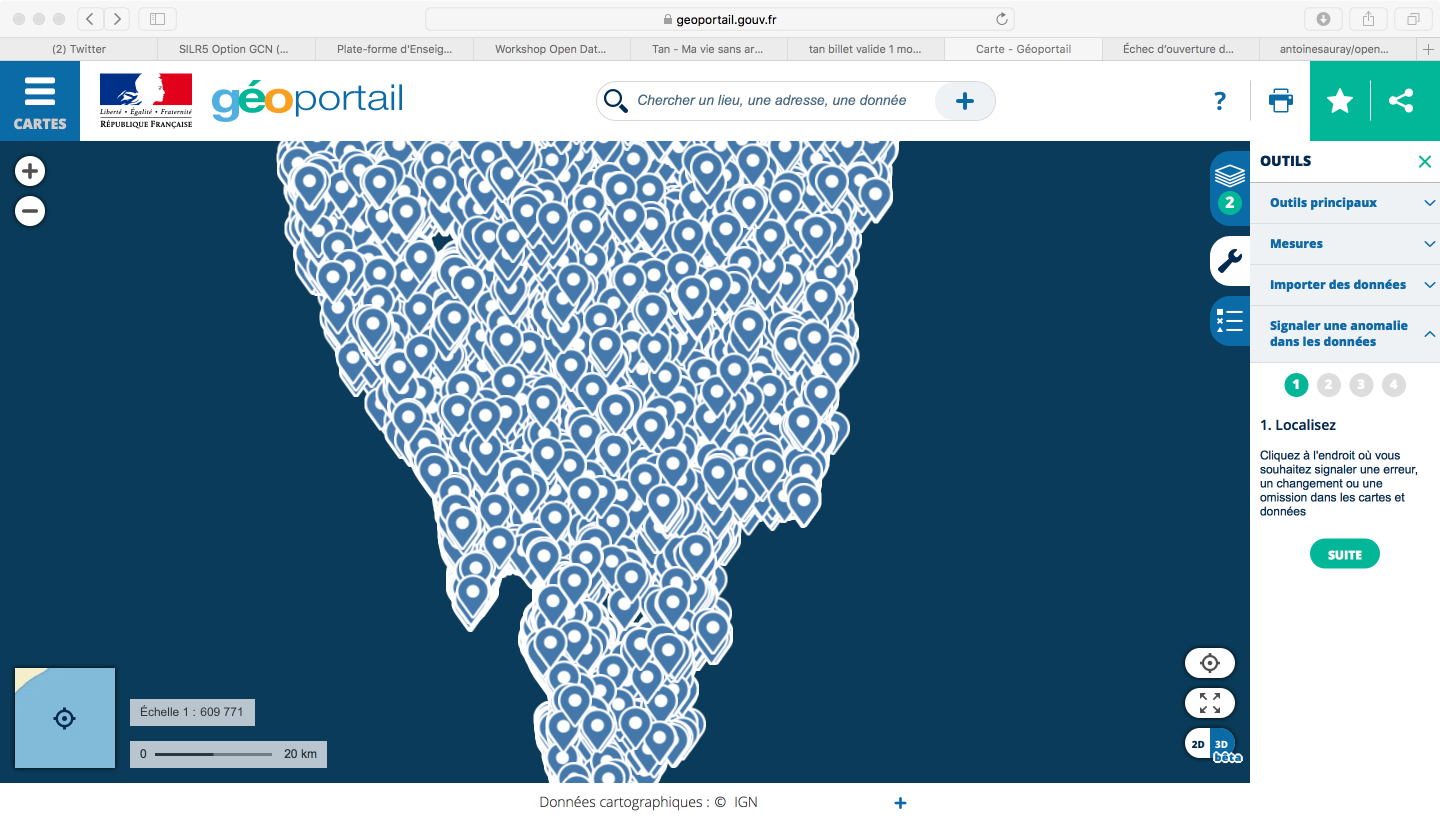 geoportail.gouv.fr
(2) Twitter
SILR5 Option GCN (...
Plate-forme d'Enseig...
Workshop Open Dat...
Tan - Ma vie sans ar...
tan billet valide 1 mo...
Carte - Géoportail
Échec d'ouverture d...
antoinesauray/open...
CARTES
Liberté • Égalité • Fraternité
RÉPUBLIQUE FRANÇAISE
géoportail
Chercher un lieu, une adresse, une donnée
+
?
+
−
2
OUTILS
Outils principaux
Mesures
Importer des données
Signaler une anomalie
dans les données
1 2 3 4
1. Localisez
Cliquez à l'endroit où vous
souhaitez signaler une erreur,
un changement ou une
omission dans les cartes et
données
SUITE
Échelle 1 : 609 771
0 20 km
2D 3D
bêta
Données cartographiques : © IGN
+